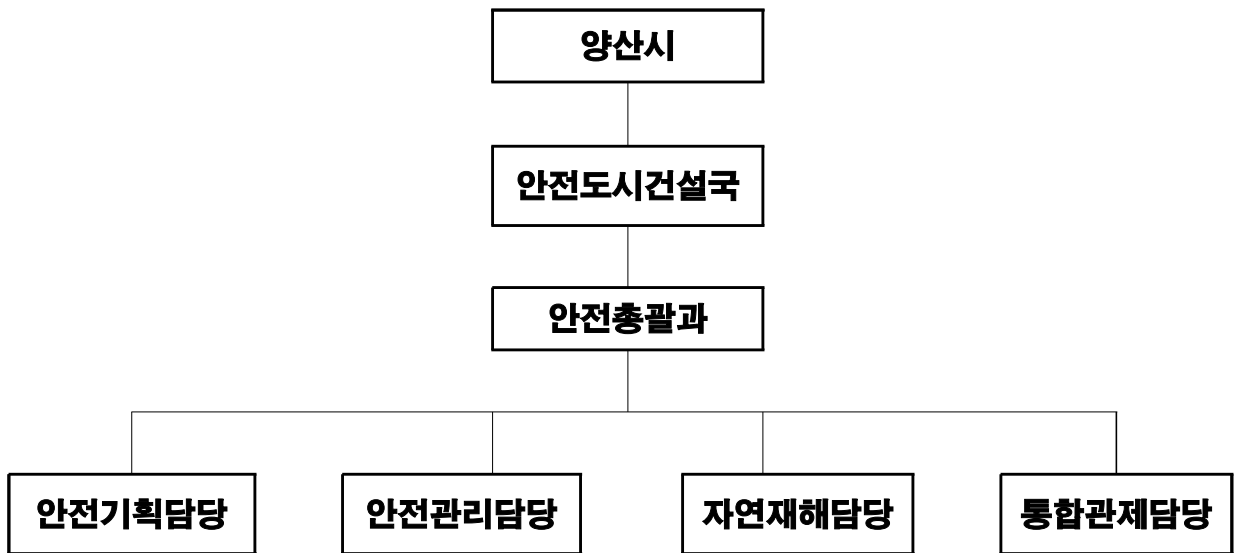 양산시
안전도시건설국
안전총괄과
안전기획담당
안전관리담당
자연재해담당
통합관제담당